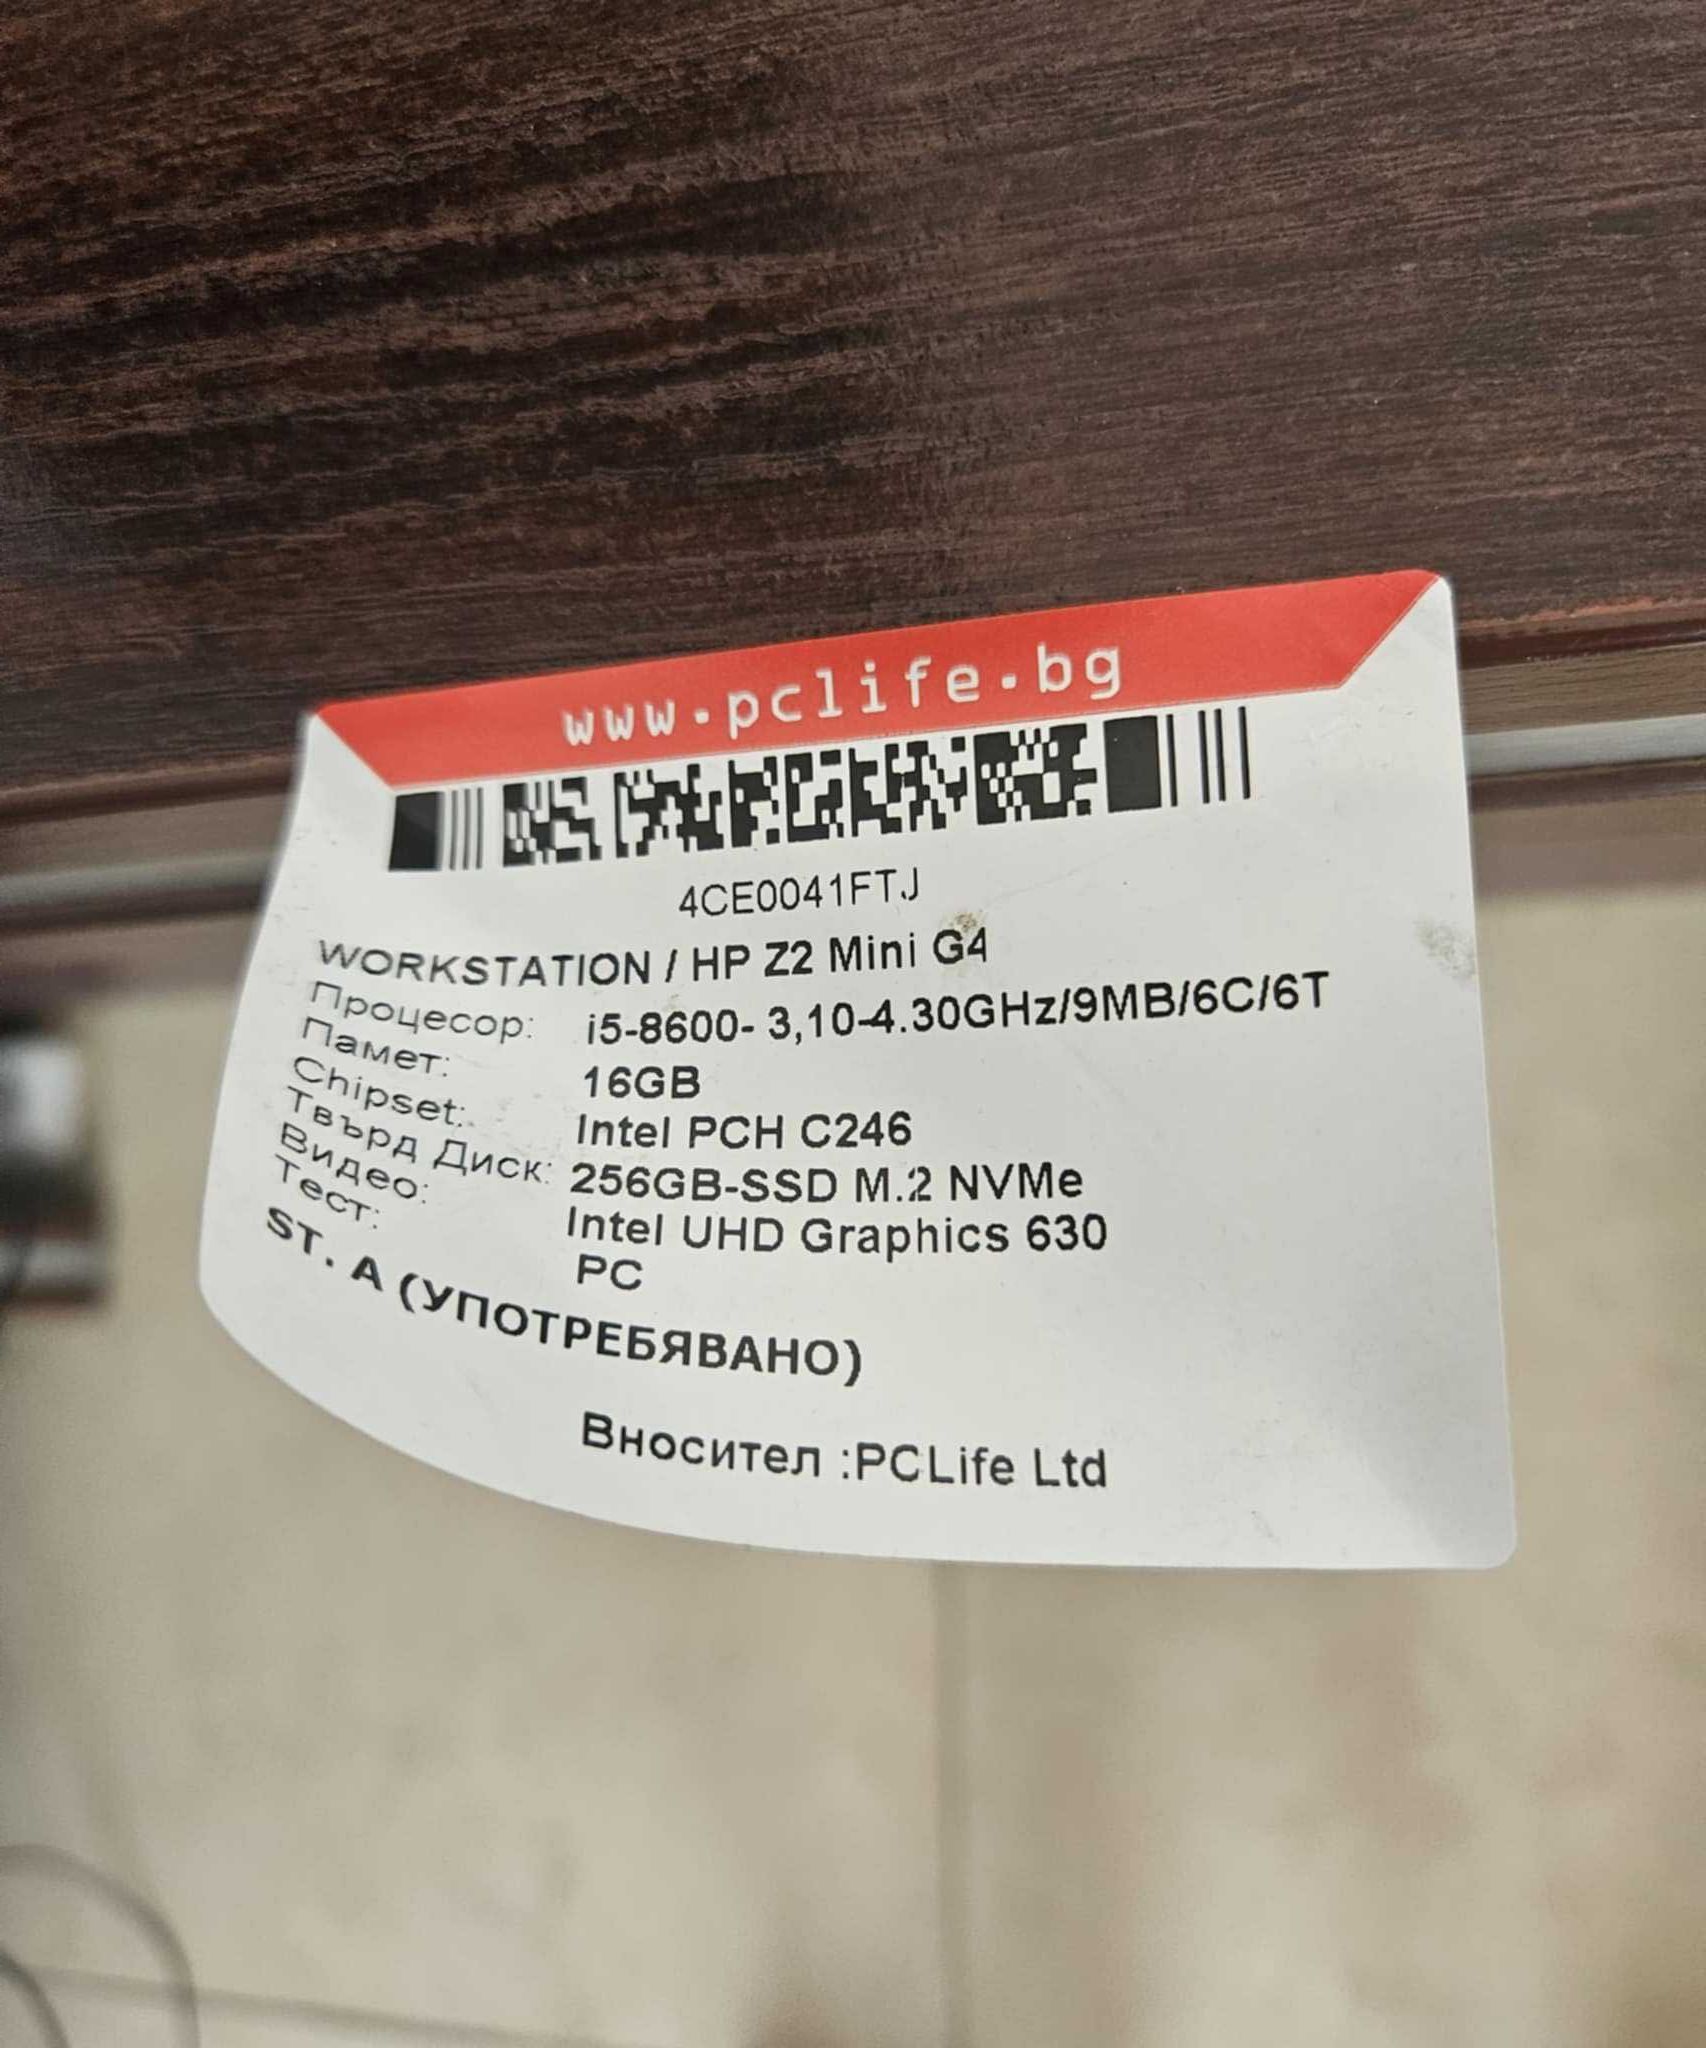 www.pclife.bg
4CE0041FTJ
WORKSTATION / HP Z2 Mini G4
Процесор: i5-8600- 3,10-4.30GHz/9MB/6C/6T
Памет: 16GB
Chipset: Intel PCH C246
Твърд Диск: 256GB-SSD M.2 NVMe
Видео: Intel UHD Graphics 630
Тест: PC
ST. A (УПОТРЕБЯВАНО)
Вносител :PCLife Ltd